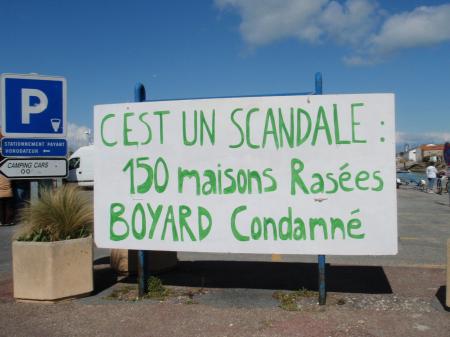 P
STATIONNEMENT PAYANT
HORODATEUR
CAMPING CARS
C'EST UN SCANDALE :
150 maisons Rasées
BOYARD Condamné